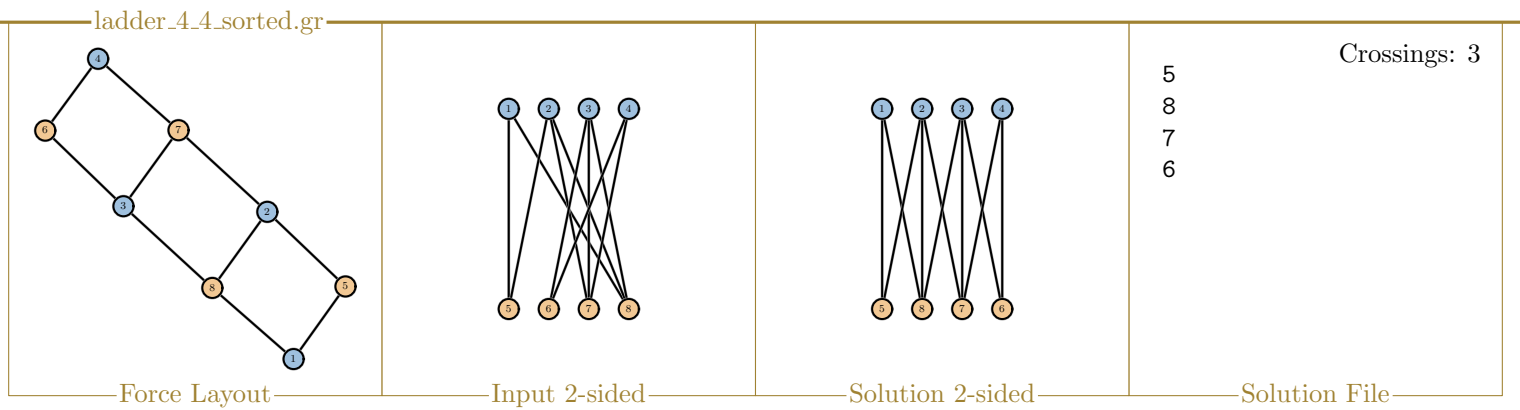 ladder_4_4_sorted.gr
4
6
7
3
2
8
5
1
Force Layout
1 2 3 4
5 6 7 8
Input 2-sided
1 2 3 4
5 8 7 6
Solution 2-sided
Crossings: 3
5
8
7
6
Solution File